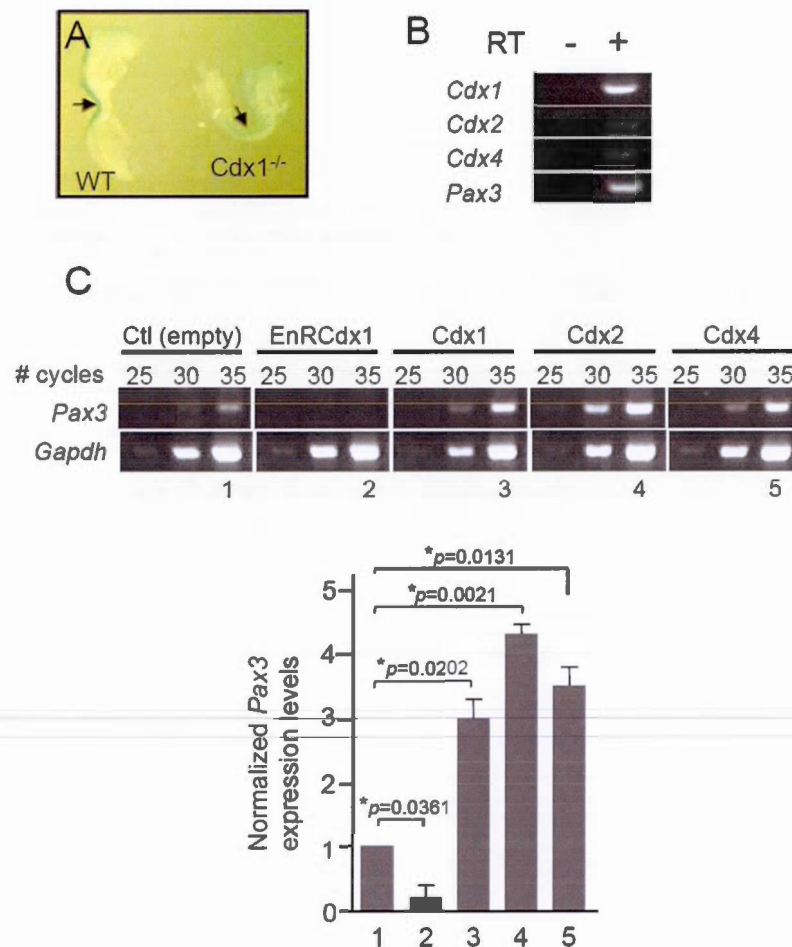 A
WT
Cdx1-/-
B
RT - +
Cdx1
Cdx2
Cdx4
Pax3
C
Ctl (empty) EnRCdx1 Cdx1 Cdx2 Cdx4
# cycles 25 30 35 25 30 35 25 30 35 25 30 35 25 30 35
Pax3
Gapdh
1 2 3 4 5
*p=0.0131
*p=0.0021
*p=0.0202
*p=0.0361
Normalized Pax3
expression levels
5
4
3
2
1
0
1 2 3 4 5